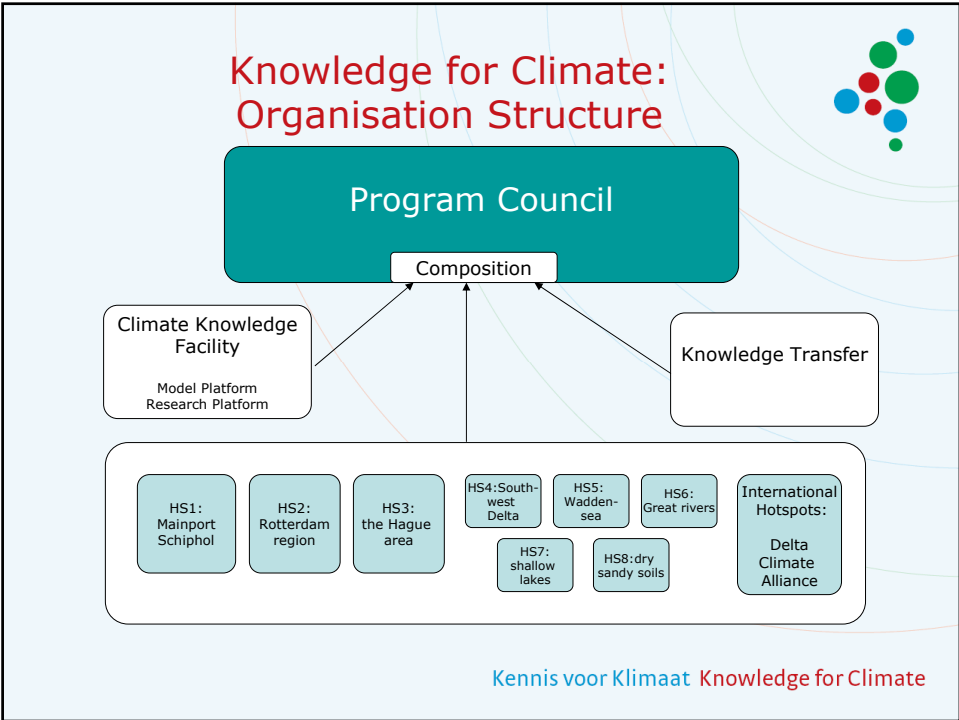 Knowledge for Climate:
Organisation Structure
Program Council
Composition
Climate Knowledge
Facility
Model Platform
Research Platform
Knowledge Transfer
HS1:
Mainport
Schiphol
HS2:
Rotterdam
region
HS3:
the Hague
area
HS4:South-
west
Delta
HS5:
Wadden-
sea
HS6:
Great rivers
HS7:
shallow
lakes
HS8:dry
sandy soils
International
Hotspots:
Delta
Climate
Alliance
Kennis voor Klimaat Knowledge for Climate